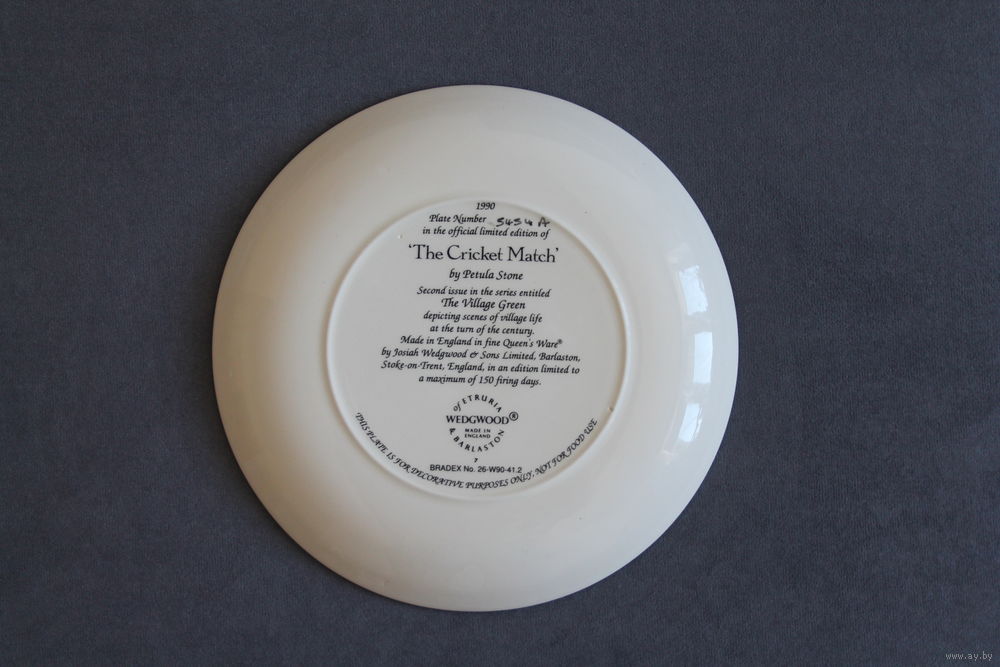 1990
Plate Number 5454 A
in the official limited edition of
‘The Cricket Match’
by Petula Stone
Second issue in the series entitled
The Village Green
depicting scenes of village life
at the turn of the century.
Made in England in fine Queen's Ware®
by Josiah Wedgwood & Sons Limited, Barlaston,
Stoke-on-Trent, England, in an edition limited to
a maximum of 150 firing days.
of ETRURIA
WEDGWOOD®
MADE IN
ENGLAND
& BARLASTON
7
BRADEX No. 26-W90-41.2
THIS PLATE IS FOR DECORATIVE PURPOSES ONLY, NOT FOR FOOD USE
www.ay.by